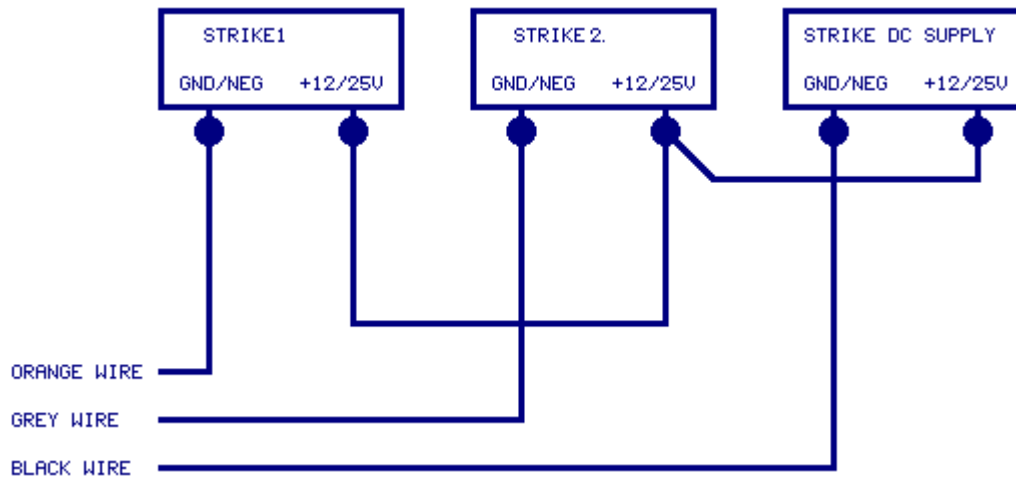 STRIKE1
GND/NEG +12/25V
STRIKE 2.
GND/NEG +12/25V
STRIKE DC SUPPLY
GND/NEG +12/25V
ORANGE WIRE
GREY WIRE
BLACK WIRE